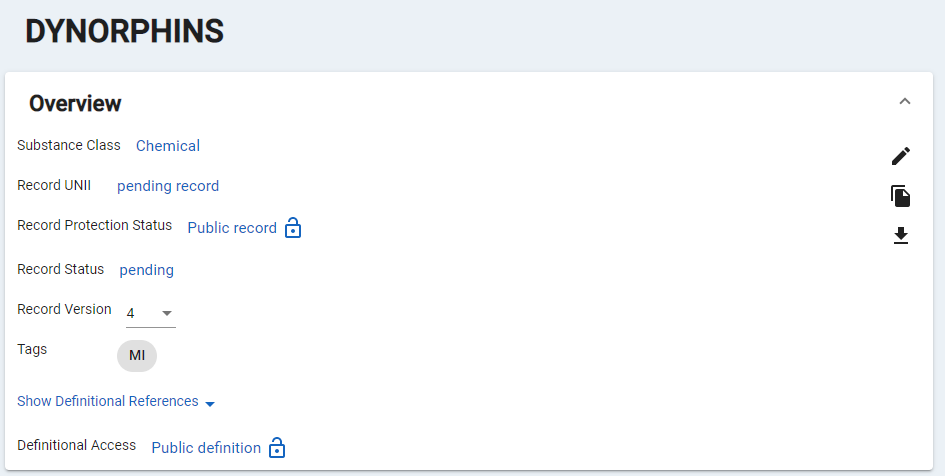 DYNORPHINS
Overview
Substance Class Chemical
Record UNII pending record
Record Protection Status Public record
Record Status pending
Record Version 4
Tags MI
Show Definitional References
Definitional Access Public definition